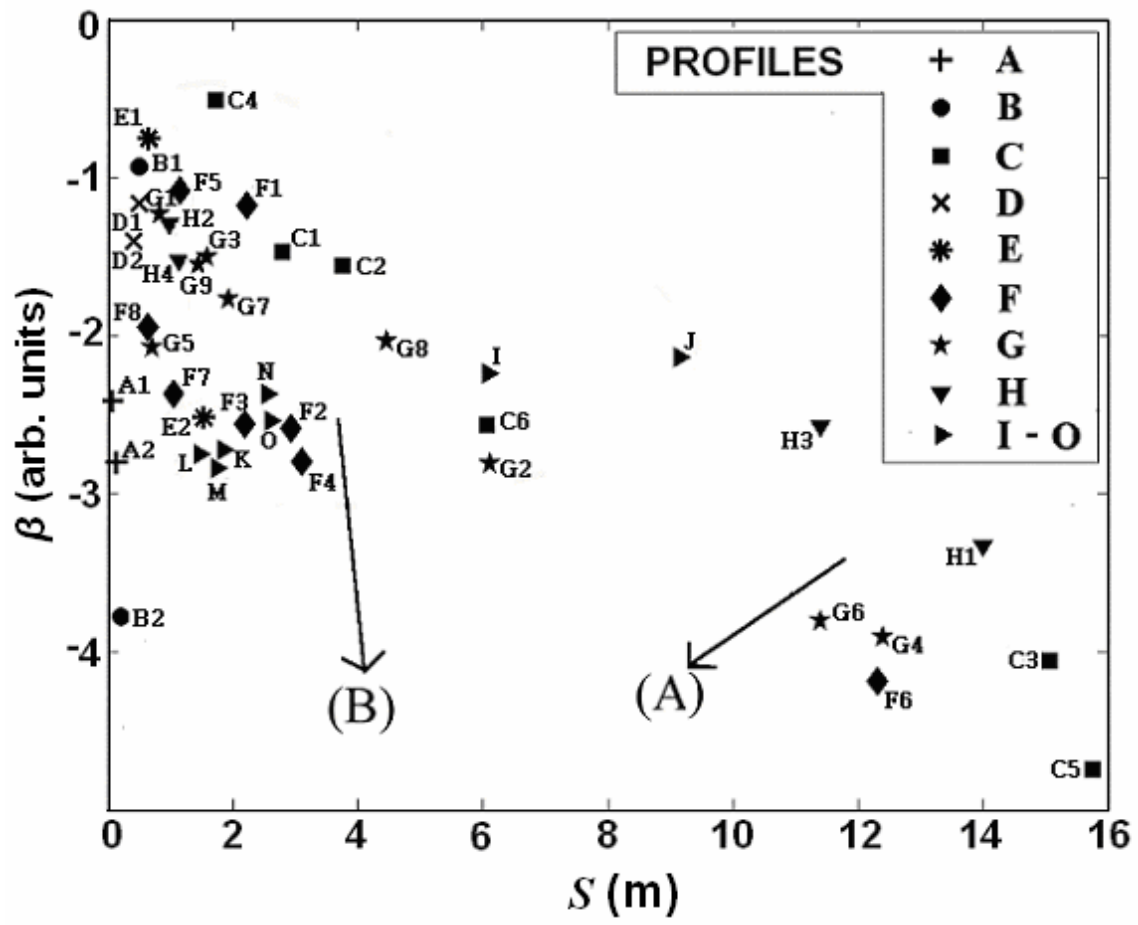 0
PROFILES
A
B
C
D
E
F
G
H
I - O
C4
E1
B1
-1
F5
F1
G1
D1
H2
G3
C1
D2
H4
G9
C2
G7
F8
-2
G5
G8
I
J
A1
F7
N
E2
F3
F2
O
C6
H3
A2
L
K
G2
M
F4
-3
H1
B2
G6
G4
-4
(A)
(B)
C3
F6
C5
β (arb. units)
0 2 4 6 8 10 12 14 16
S (m)